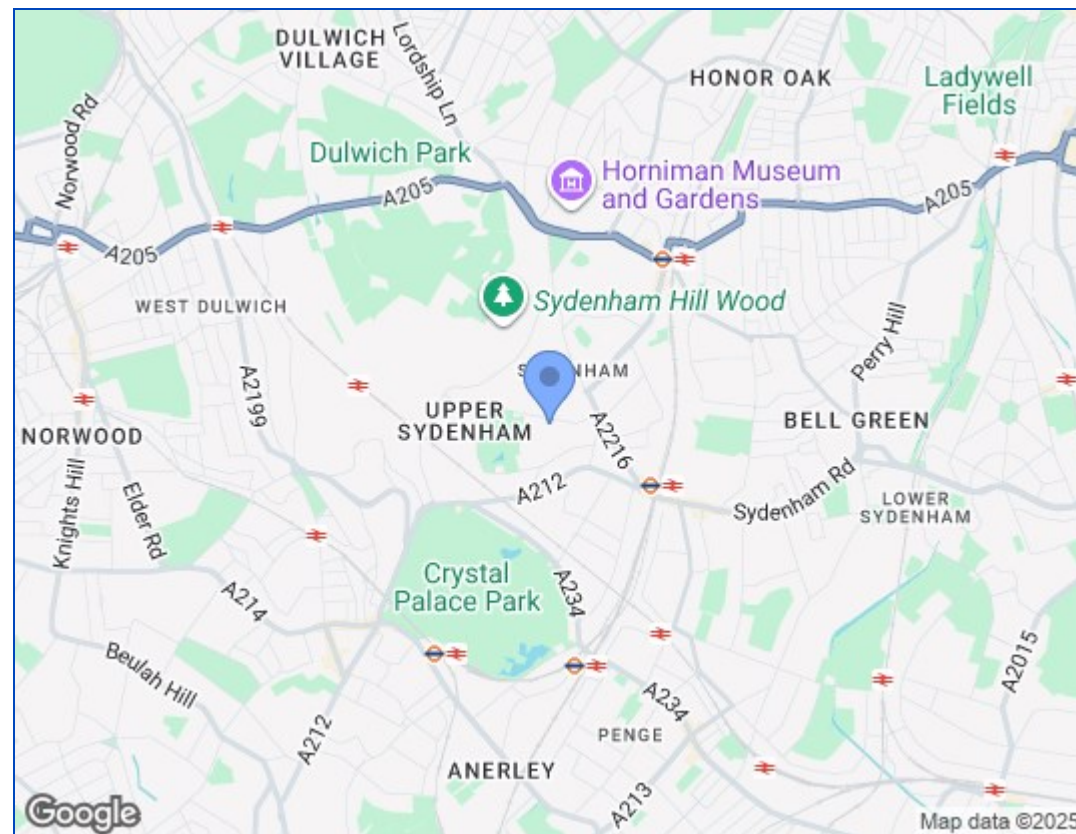 DULWICH
VILLAGE
Lordship Ln
HONOR OAK
Ladywell
Fields
Norwood Rd
Dulwich Park
Horniman Museum
and Gardens
A205
A205
A205
WEST DULWICH
Sydenham Hill Wood
Perry Hill
A2199
UPPER
SYDENHAM
A2216
BELL GREEN
NORWOOD
Knights Hill
Elder Rd
A212
Sydenham Rd
LOWER
SYDENHAM
Crystal
Palace Park
A234
A214
Beulah Hill
A212
A234
A2015
PENGE
ANERLEY
A213
Google
Map data ©2025